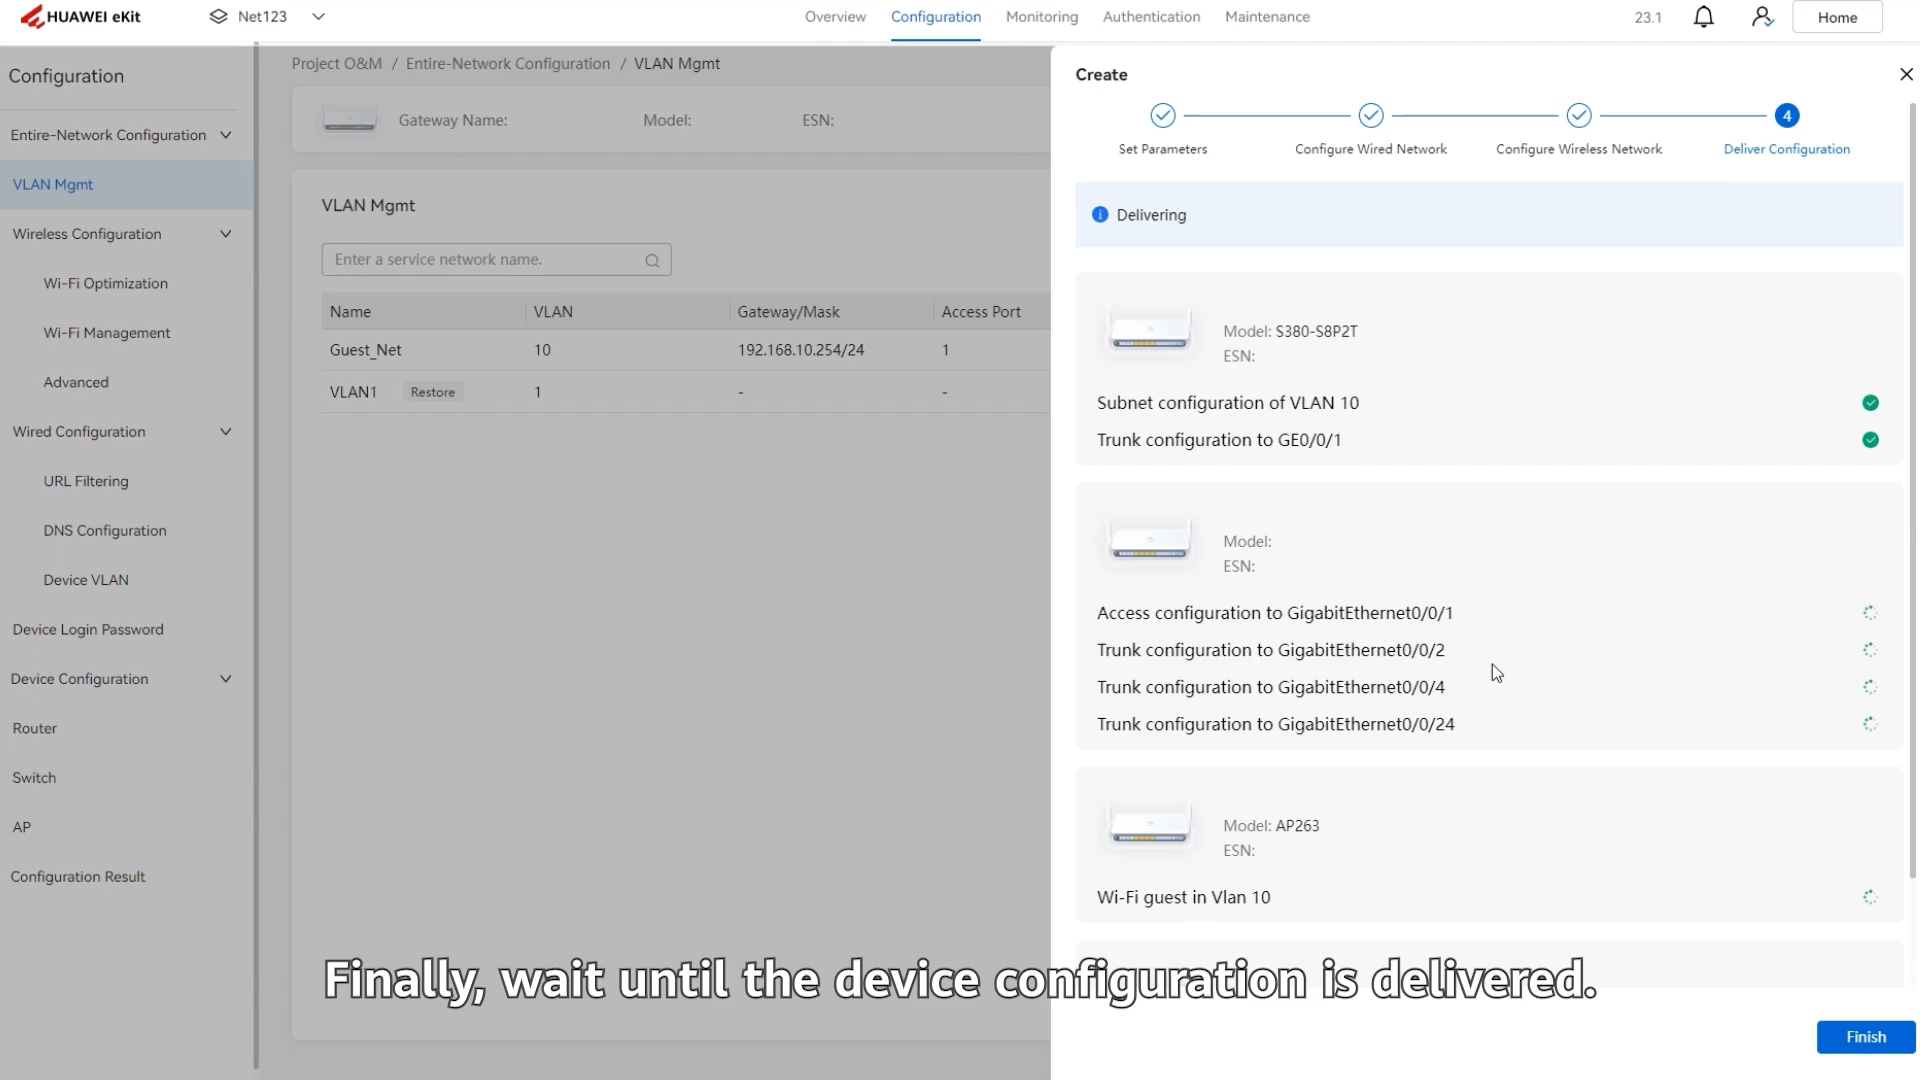 HUAWEI eKit
Net123
Overview
Configuration
Monitoring
Authentication
Maintenance
23.1
Home
Configuration
Entire-Network Configuration
VLAN Mgmt
Wireless Configuration
Wi-Fi Optimization
Wi-Fi Management
Advanced
Wired Configuration
URL Filtering
DNS Configuration
Device VLAN
Device Login Password
Device Configuration
Router
Switch
AP
Configuration Result
Project O&M / Entire-Network Configuration / VLAN Mgmt
Gateway Name: Model: ESN:
VLAN Mgmt
Enter a service network name.
Name VLAN Gateway/Mask Access Port
Guest_Net 10 192.168.10.254/24 1
VLAN1 Restore 1 - -
Create
4
Set Parameters
Configure Wired Network
Configure Wireless Network
Deliver Configuration
Delivering
Model: S380-S8P2T
ESN:
Subnet configuration of VLAN 10
Trunk configuration to GE0/0/1
Model:
ESN:
Access configuration to GigabitEthernet0/0/1
Trunk configuration to GigabitEthernet0/0/2
Trunk configuration to GigabitEthernet0/0/4
Trunk configuration to GigabitEthernet0/0/24
Model: AP263
ESN:
Wi-Fi guest in Vlan 10
Finally, wait until the device configuration is delivered.
Finish